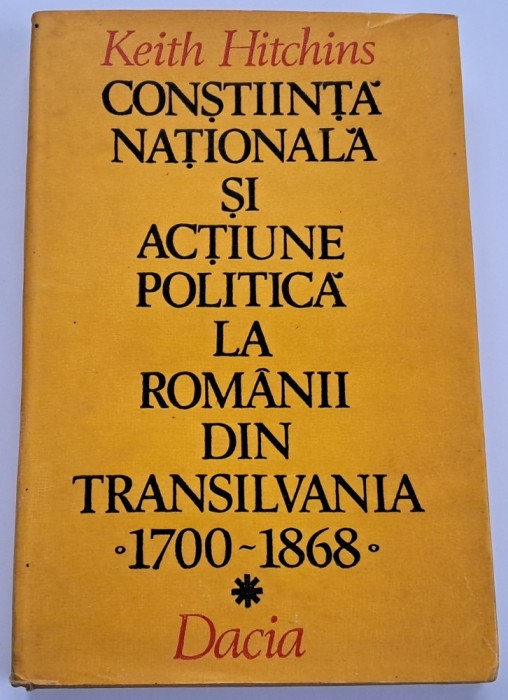 Keith Hitchins
CONȘTIINȚĂ
NAȚIONALĂ
ȘI
ACȚIUNE
POLITICĂ
LA
ROMÂNII
DIN
TRANSILVANIA
•1700~1868•
*
Dacia